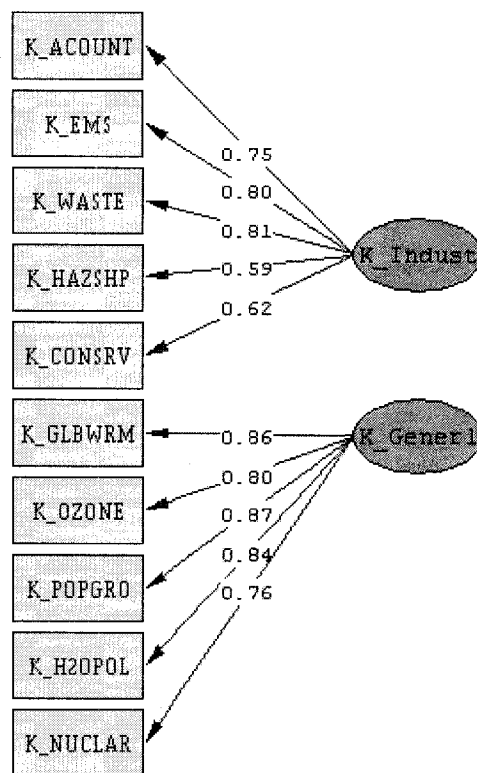 K_ACOUNT
K_EMS
K_WASTE
K_HAZSHP
K_CONSRV
K_GLBWRM
K_OZONE
K_POPGRO
K_H2OPOL
K_NUCLAR
0.75
0.80
0.81
0.59
0.62
0.86
0.80
0.87
0.84
0.76
K_Indust
K_Generl